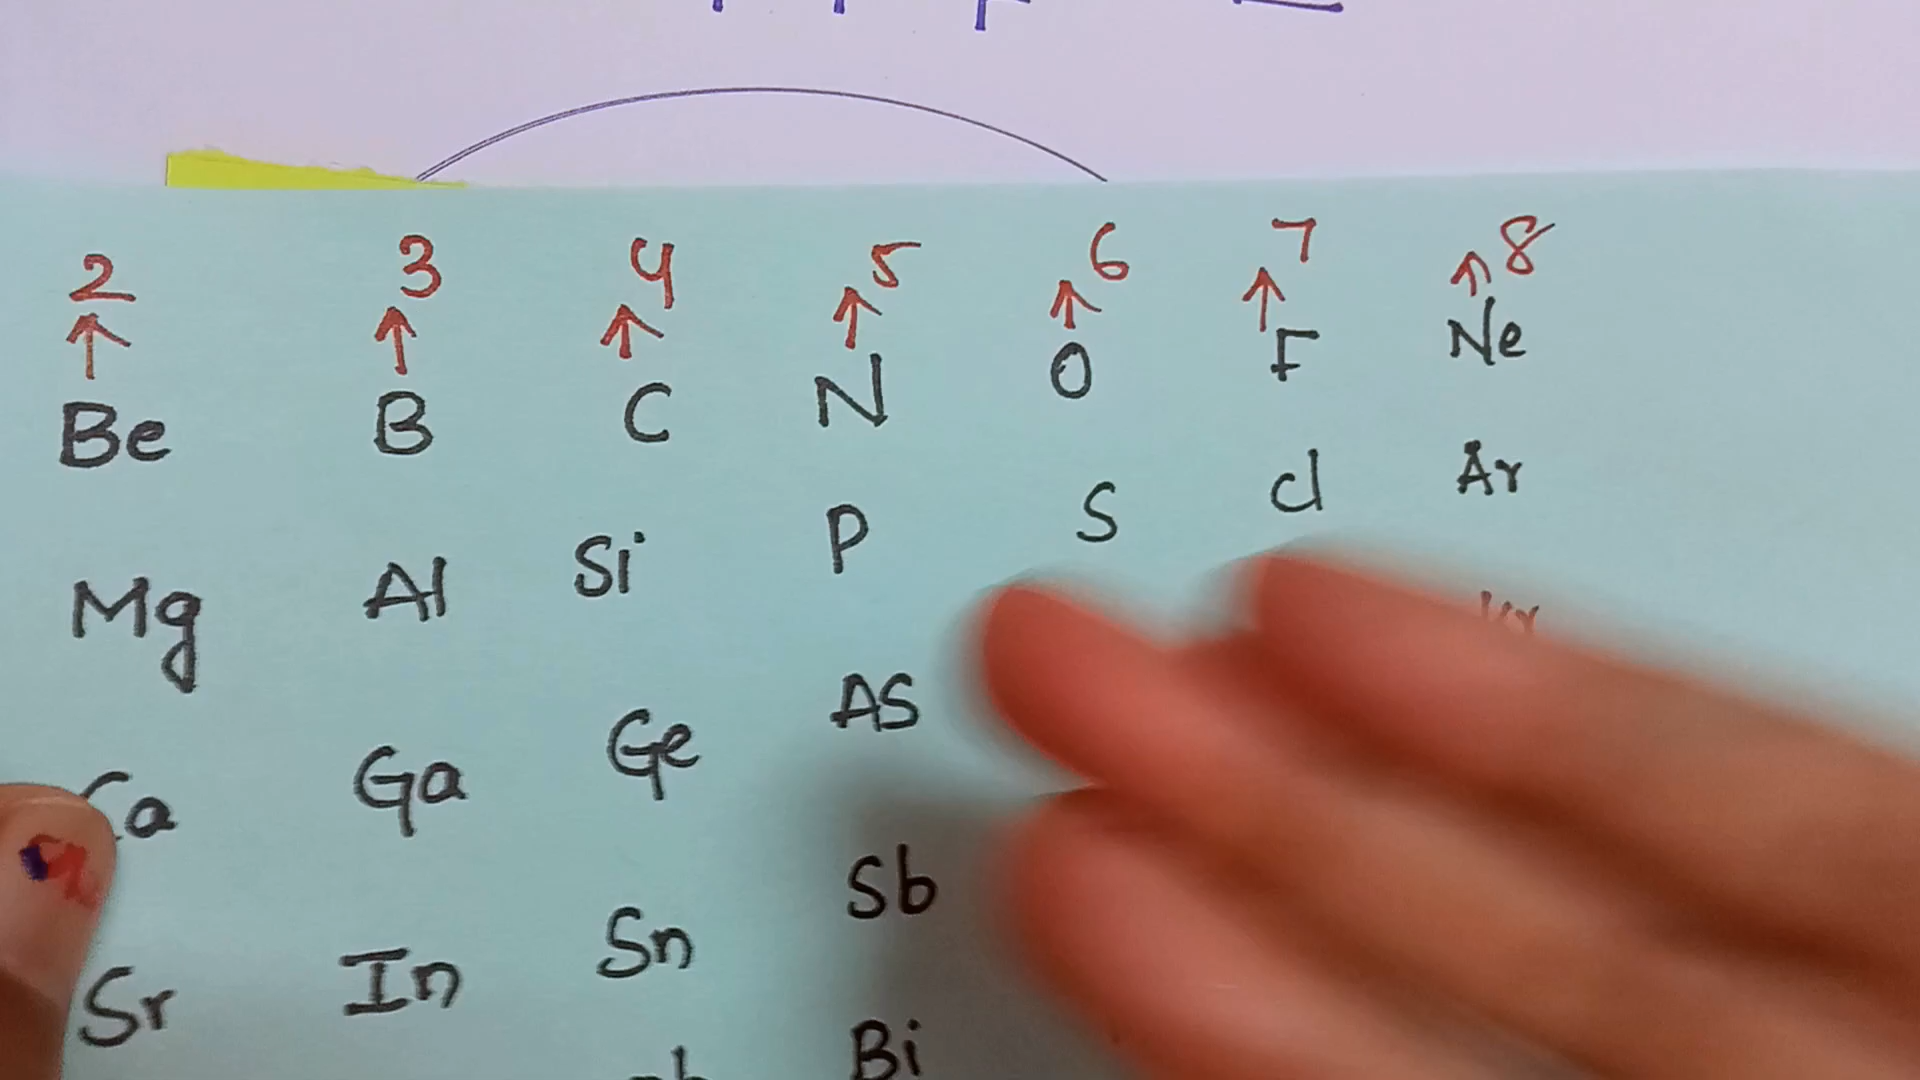 2 3 4 5 6 7 8
Be B C N O F Ne
Mg Al Si P S Cl Ar
Ga Ge AS
Sr In Sn Sb
Bi